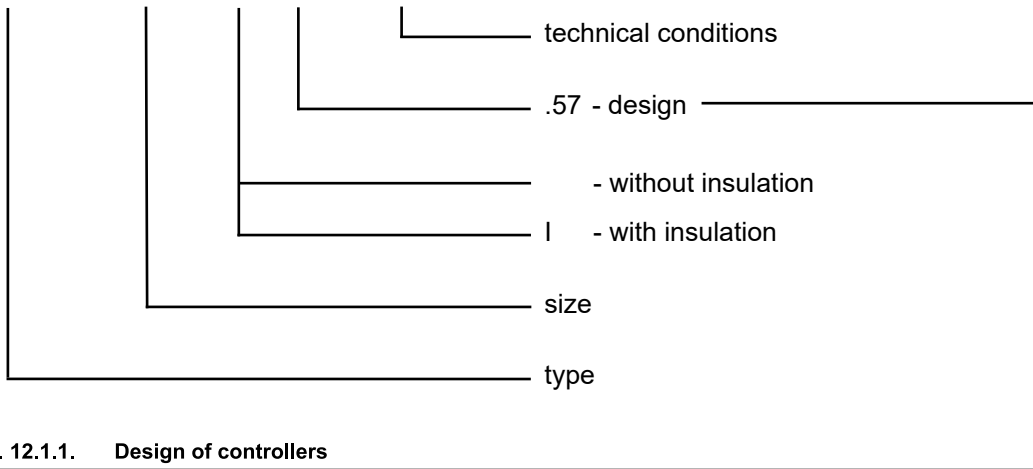 technical conditions
.57 - design
- without insulation
I - with insulation
size
type
. 12.1.1. Design of controllers